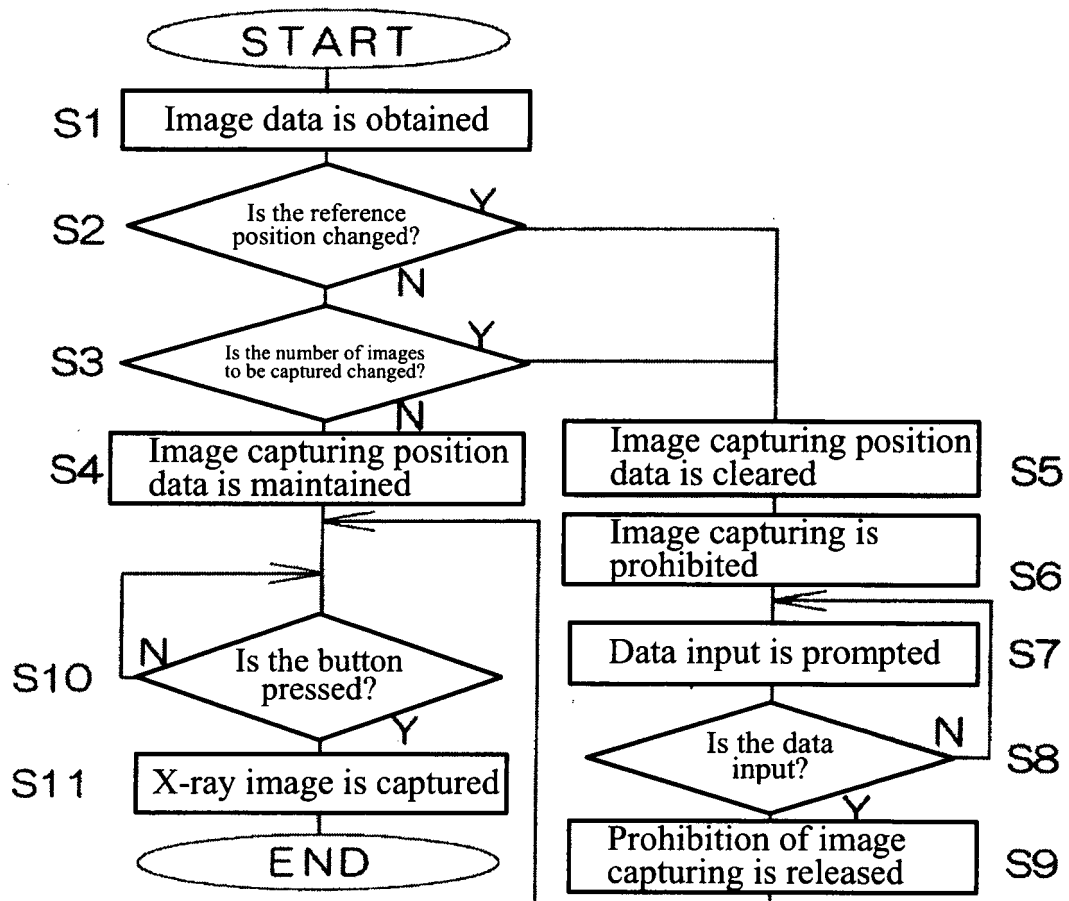 START
S1
Image data is obtained
S2
Is the reference
position changed?
Y
N
S3
Is the number of images
to be captured changed?
Y
N
S4
Image capturing position
data is maintained
S10
Is the button
pressed?
N
Y
S11
X-ray image is captured
END
Image capturing position
data is cleared
S5
Image capturing is
prohibited
S6
Data input is prompted
S7
Is the data
input?
N
S8
Y
Prohibition of image
capturing is released
S9